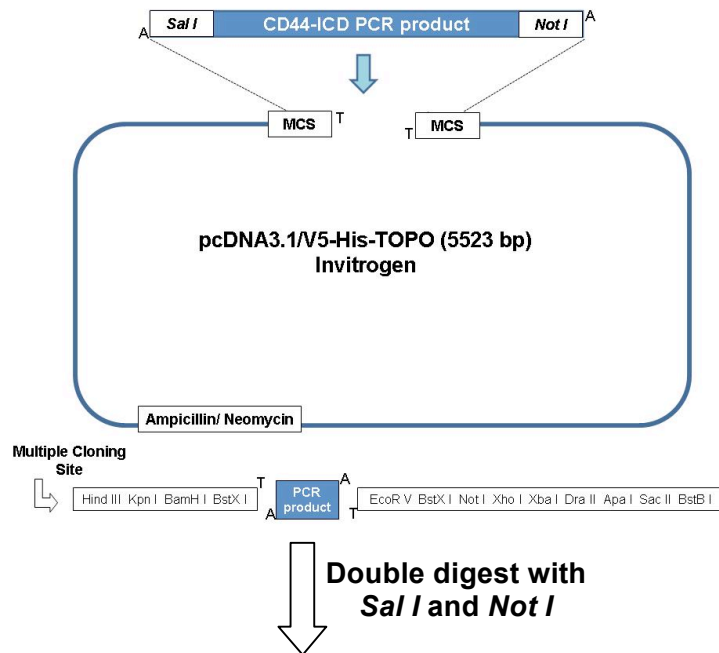 A
Sal I
CD44-ICD PCR product
Not I
A
MCS
T
T
MCS
pcDNA3.1/V5-His-TOPO (5523 bp)
Invitrogen
Ampicillin/ Neomycin
Multiple Cloning
Site
Hind III Kpn I BamH I BstX I
T
A
PCR
product
A
T
EcoR V BstX I Not I Xho I Xba I Dra II Apa I Sac II BstB I
Double digest with
Sal I and Not I